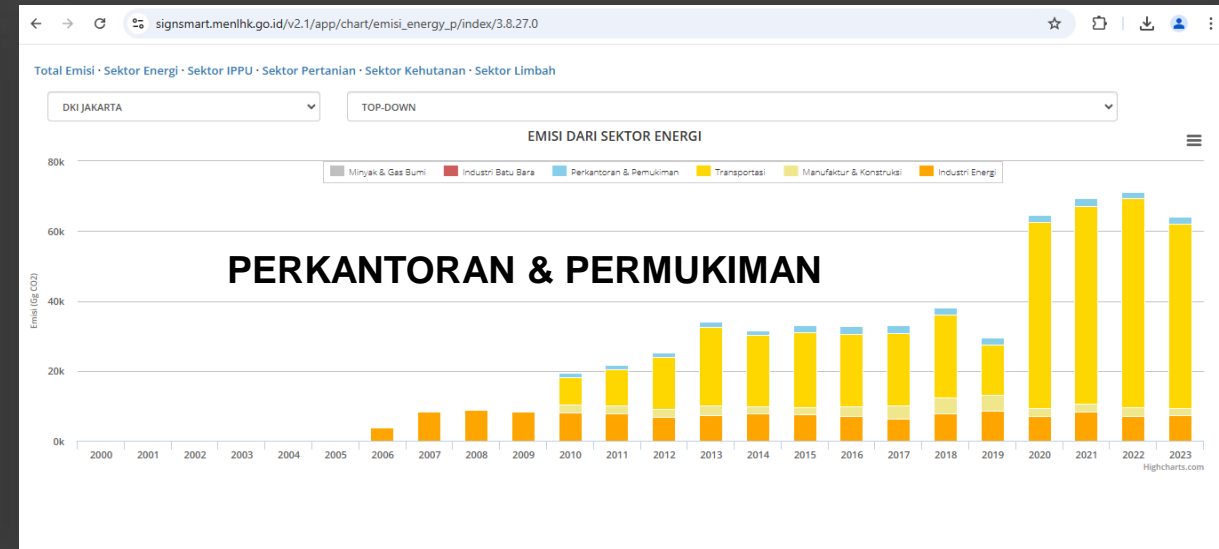 signsmart.menlhk.go.id/v2.1/app/chart/emisi_energy_p/index/3.8.27.0
Total Emisi · Sektor Energi · Sektor IPPU · Sektor Pertanian · Sektor Kehutanan · Sektor Limbah
DKI JAKARTA TOP-DOWN
EMISI DARI SEKTOR ENERGI
Minyak & Gas Bumi Industri Batu Bara Perkantoran & Pemukiman Transportasi Manufaktur & Konstruksi Industri Energi
80k
60k
PERKANTORAN & PERMUKIMAN
Emisi (Gg CO2)
40k
20k
0k
2000 2001 2002 2003 2004 2005 2006 2007 2008 2009 2010 2011 2012 2013 2014 2015 2016 2017 2018 2019 2020 2021 2022 2023
Highcharts.com